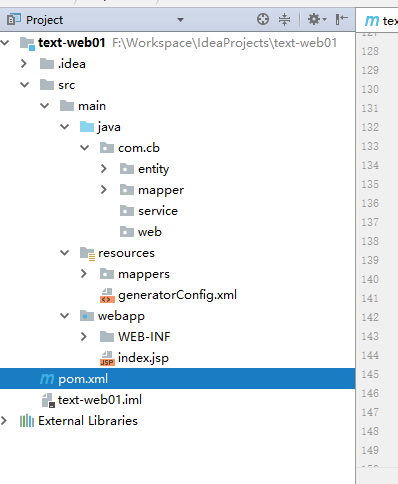 Project
te
text-web01 F:\Workspace\IdeaProjects\text-web01
.idea
src
main
java
com.cb
entity
mapper
service
web
resources
mappers
generatorConfig.xml
webapp
WEB-INF
index.jsp
pom.xml
text-web01.iml
External Libraries
128
129
130
131
132
133
134
135
136
137
138
139
140
141
142
143
144
145
146
147
148
149
150